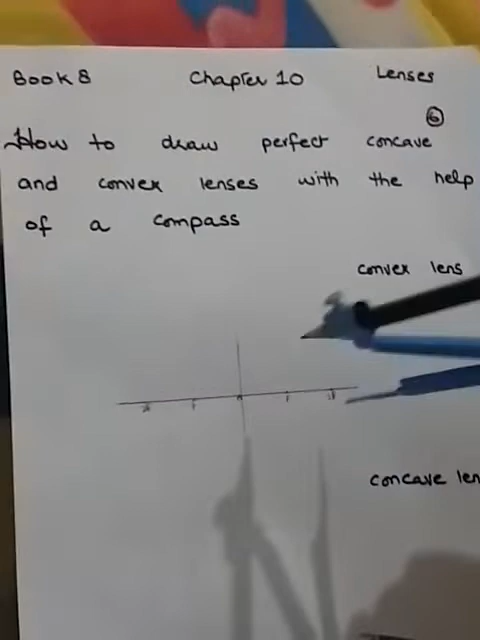 Book 8 Chapter 10 Lenses
6
How to draw perfect concave
and convex lenses with the help
of a compass
convex lens
concave len